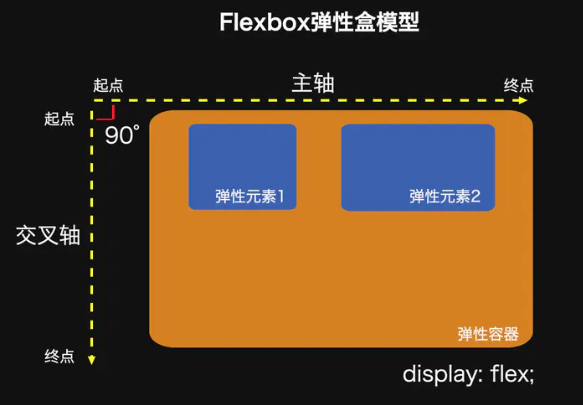 Flexbox弹性盒模型
起点
主轴
终点
起点
90°
弹性元素1
弹性元素2
交叉轴
弹性容器
终点
display: flex;